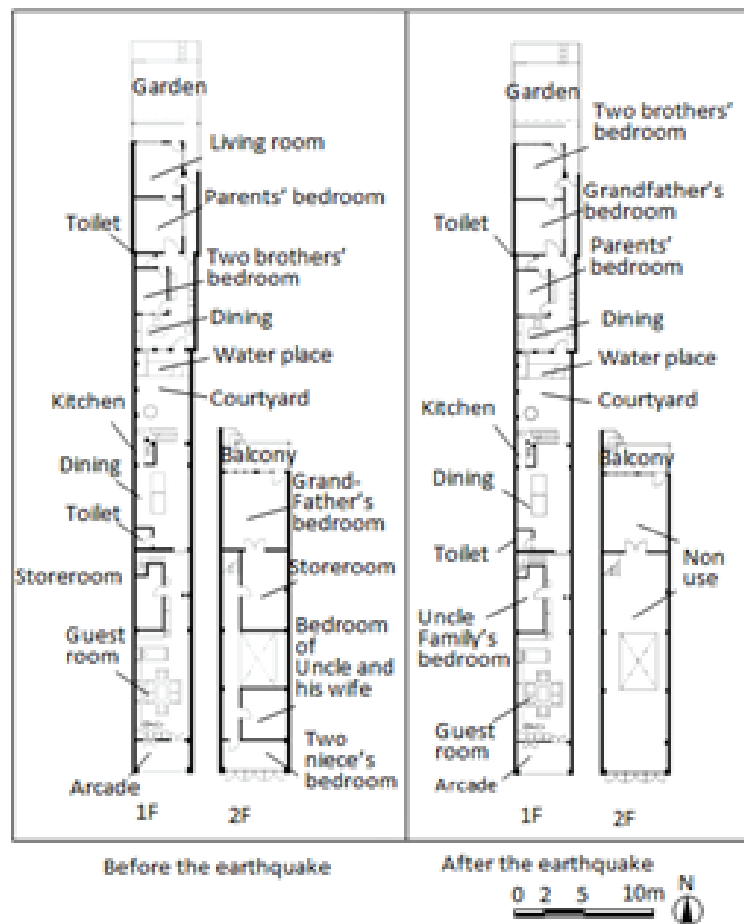 Garden
Living room
Parents' bedroom
Toilet
Two brothers'
bedroom
Dining
Water place
Courtyard
Kitchen
Dining
Toilet
Storeroom
Guest
room
Arcade
1F
Balcony
Grand-
Father's
bedroom
Storeroom
Bedroom
of
Uncle and
his wife
Two
niece's
bedroom
2F
Before the earthquake
Garden
Two brothers'
bedroom
Grandfather's
bedroom
Toilet
Parents'
bedroom
Dining
Water place
Courtyard
Kitchen
Dining
Toilet
Uncle
Family's
bedroom
Guest
room
Arcade
1F
Balcony
Non
use
2F
After the earthquake
0 2 5 10m
N